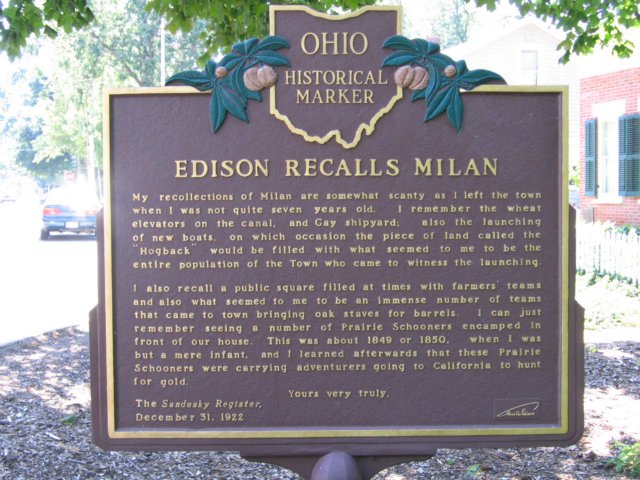 OHIO
HISTORICAL
MARKER
EDISON RECALLS MILAN
My recollections of Milan are somewhat scanty as I left the town
when I was not quite seven years old. I remember the wheat
elevators on the canal, and Gay shipyard; also the launching
of new boats, on which occasion the piece of land called the
"Hogback" would be filled with what seemed to me to be the
entire population of the Town who came to witness the launching.
I also recall a public square filled at times with farmers' teams
and also what seemed to me to be an immense number of teams
that came to town bringing oak staves for barrels. I can just
remember seeing a number of Prairie Schooners encamped in
front of our house. This was about 1849 or 1850, when I was
but a mere infant, and I learned afterwards that these Prairie
Schooners were carrying adventurers going to California to hunt
for gold.
Yours very truly,
The Sandusky Register,
December 31, 1922